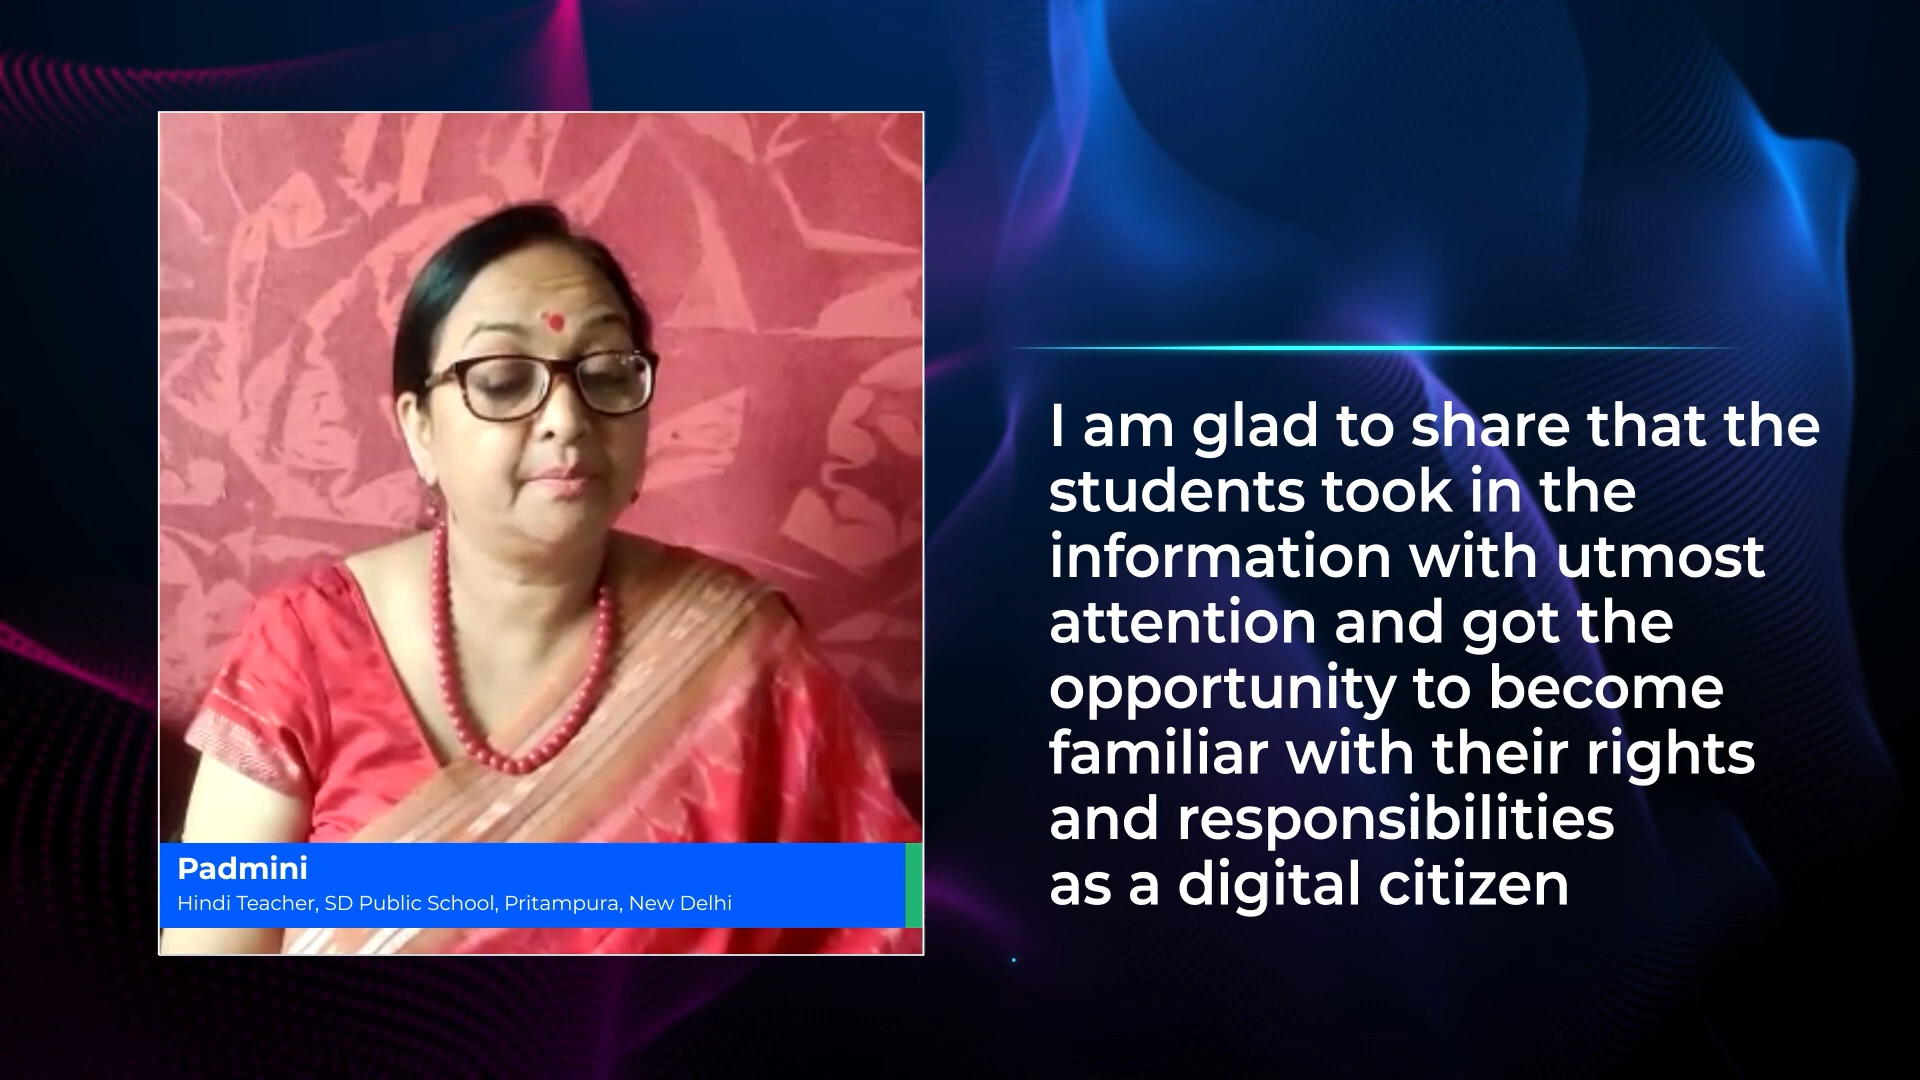 Padmini
Hindi Teacher, SD Public School, Pritampura, New Delhi
I am glad to share that the
students took in the
information with utmost
attention and got the
opportunity to become
familiar with their rights
and responsibilities
as a digital citizen